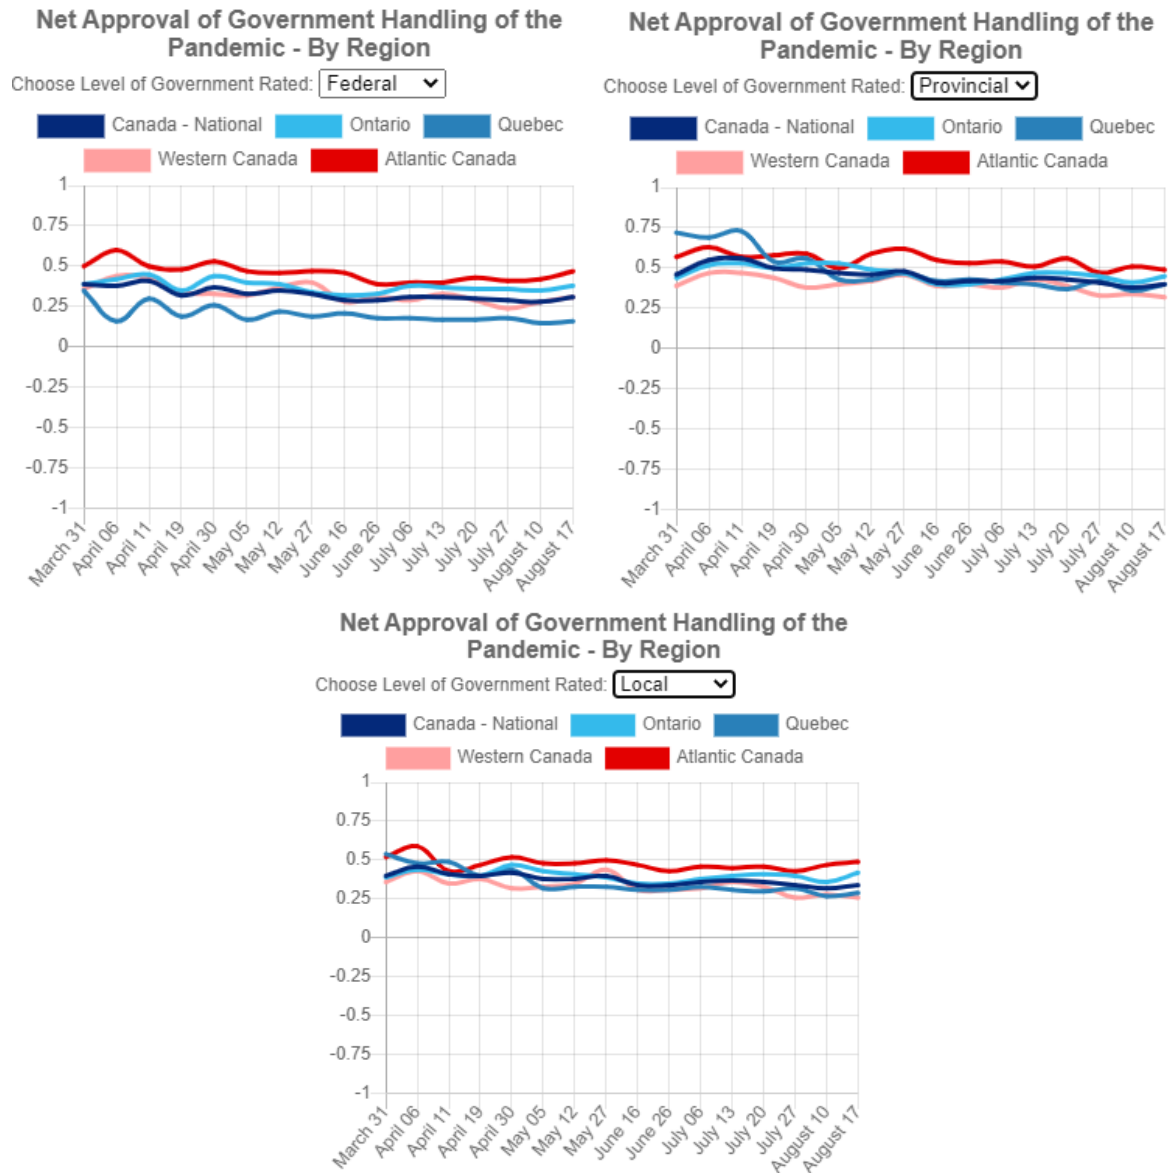 Net Approval of Government Handling of the
Pandemic - By Region
Choose Level of Government Rated: Federal
Canada - National Ontario Quebec
Western Canada Atlantic Canada
1
0.75
0.5
0.25
0
-0.25
-0.5
-0.75
-1
March 31 April 06 April 11 April 19 April 30 May 05 May 12 May 27 June 16 June 26 July 06 July 13 July 20 July 27 August 10 August 17
Net Approval of Government Handling of the
Pandemic - By Region
Choose Level of Government Rated: Provincial
Canada - National Ontario Quebec
Western Canada Atlantic Canada
1
0.75
0.5
0.25
0
-0.25
-0.5
-0.75
-1
March 31 April 06 April 11 April 19 April 30 May 05 May 12 May 27 June 16 June 26 July 06 July 13 July 20 July 27 August 10 August 17
Net Approval of Government Handling of the
Pandemic - By Region
Choose Level of Government Rated: Local
Canada - National Ontario Quebec
Western Canada Atlantic Canada
1
0.75
0.5
0.25
0
-0.25
-0.5
-0.75
-1
March 31 April 06 April 11 April 19 April 30 May 05 May 12 May 27 June 16 June 26 July 06 July 13 July 20 July 27 August 10 August 17